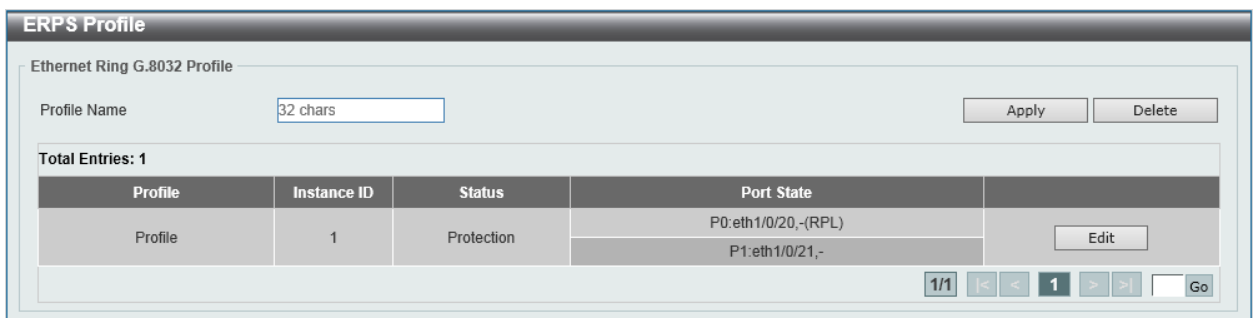 ERPS Profile
Ethernet Ring G.8032 Profile
Profile Name 32 chars Apply Delete
Total Entries: 1
Profile Instance ID Status Port State
Profile 1 Protection P0:eth1/0/20,-(RPL) Edit
P1:eth1/0/21,-
1/1 |< < 1 > >| Go